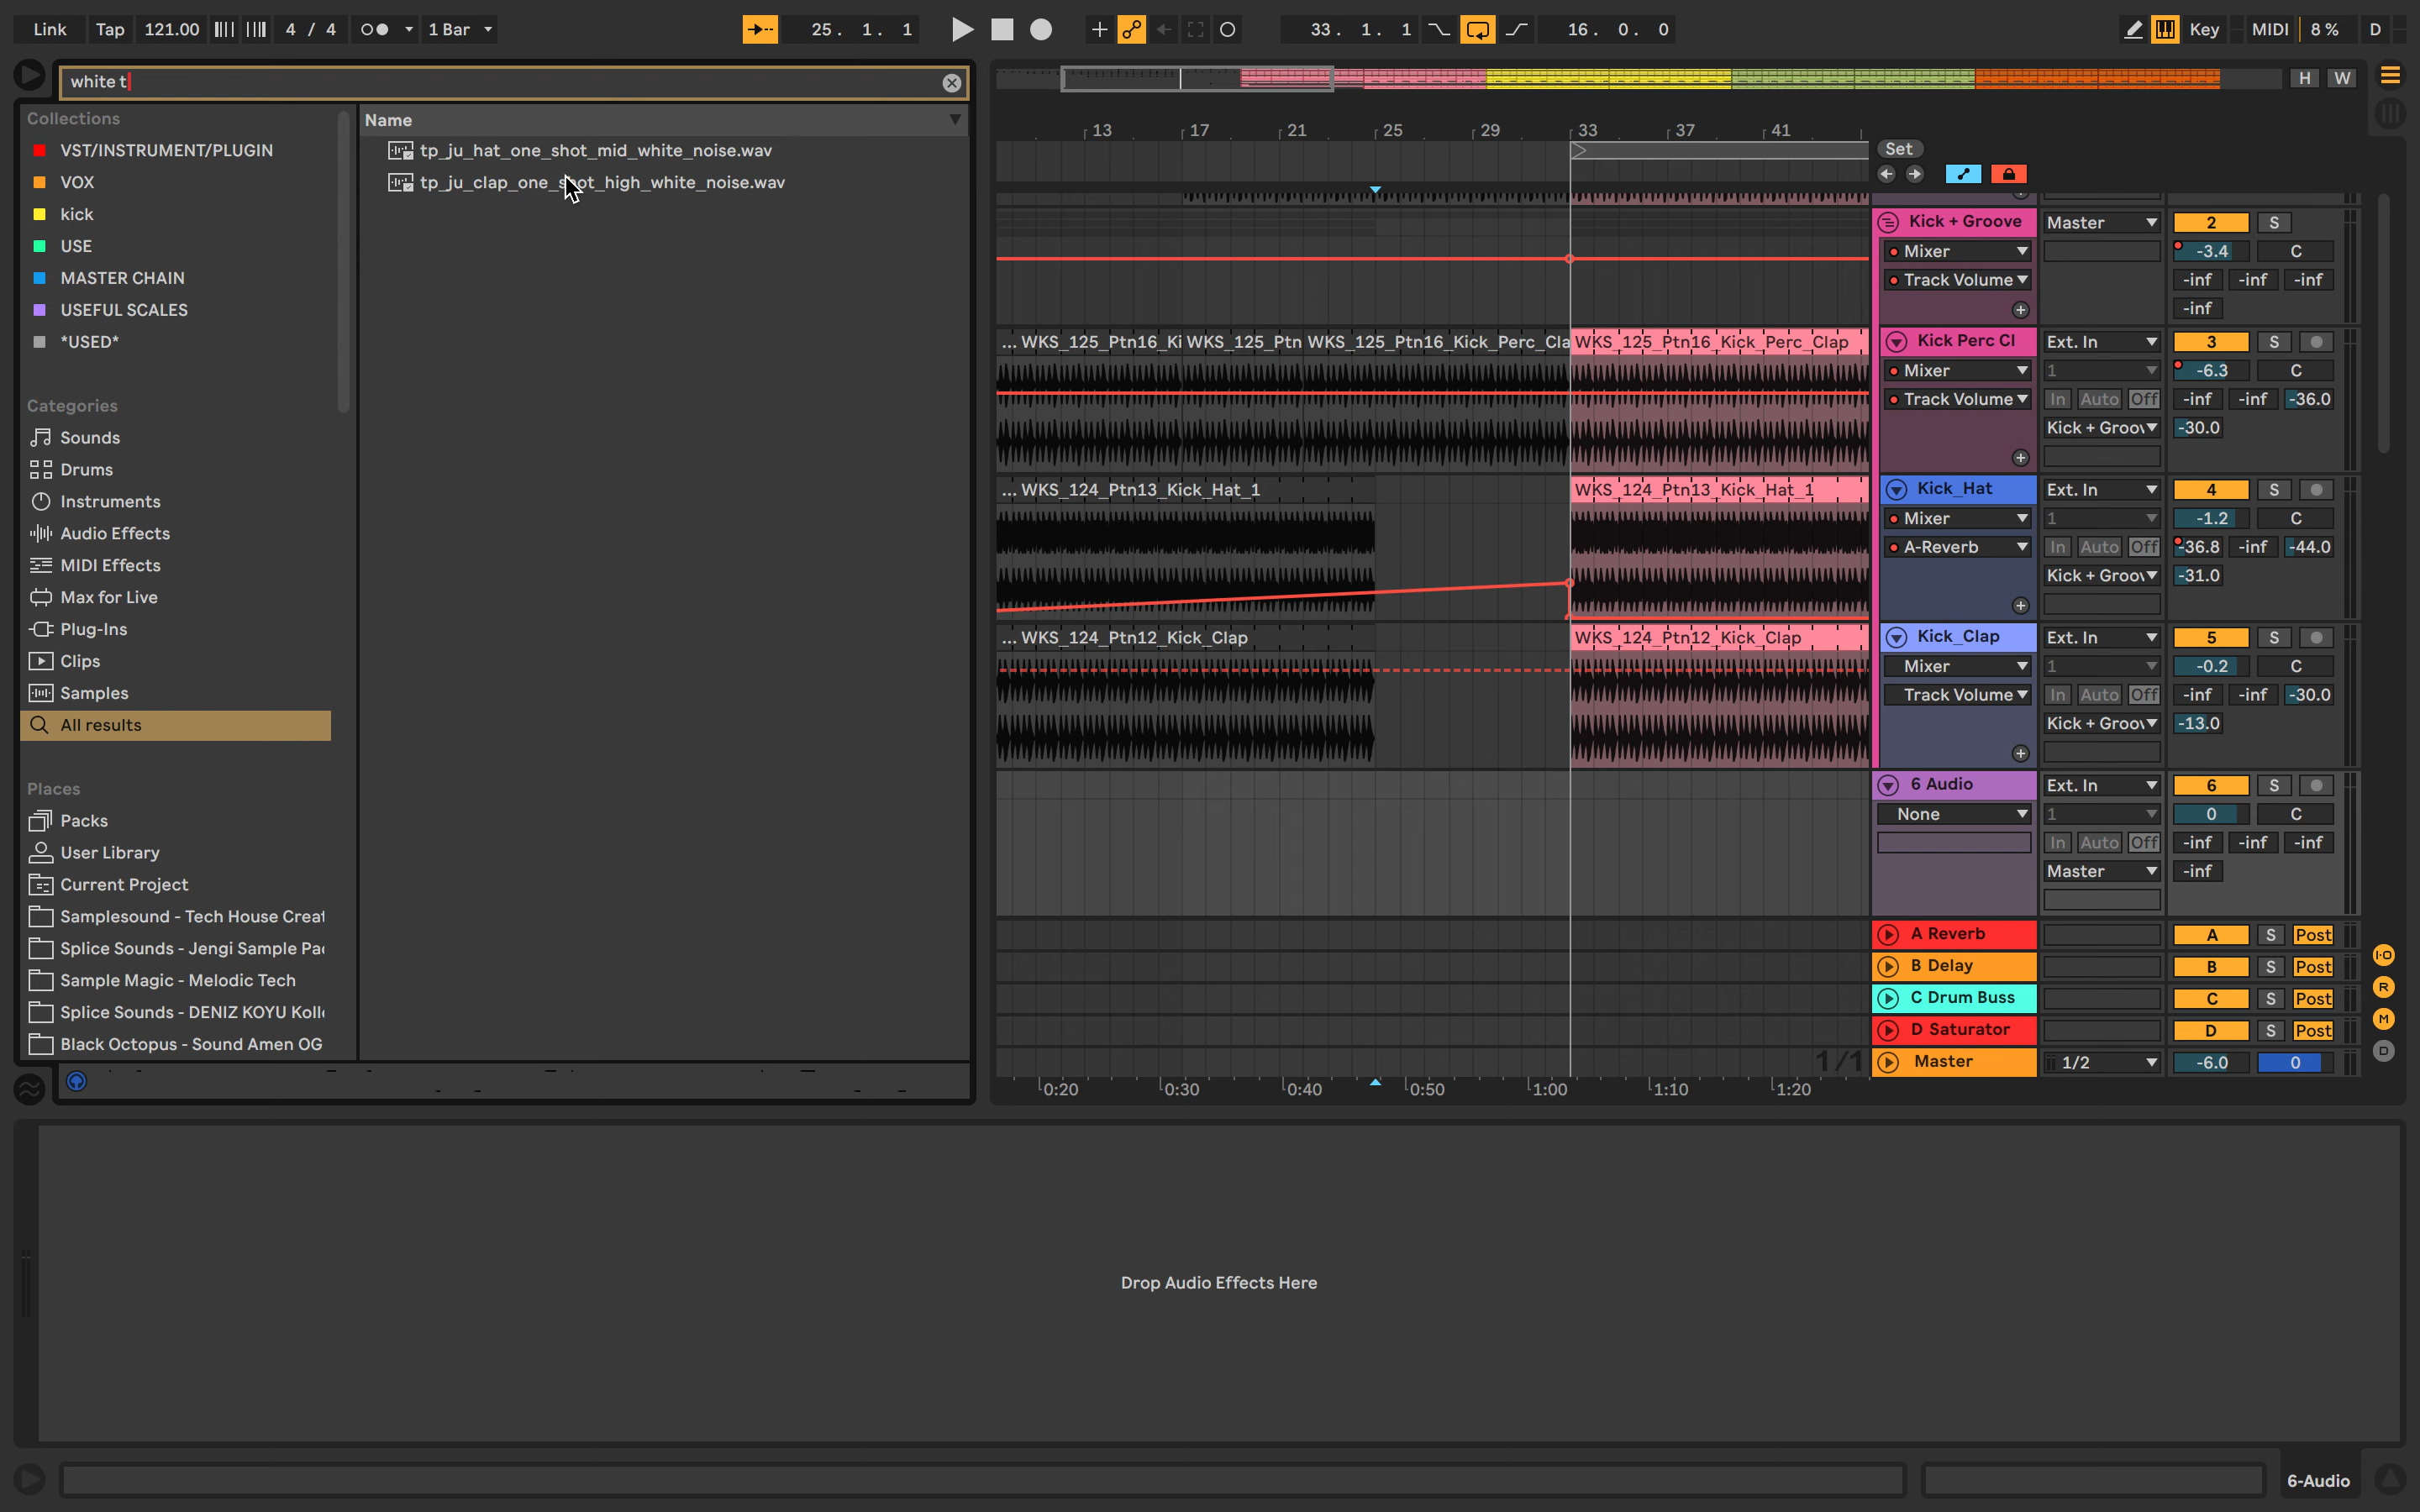 Link Tap 121.00 4 / 4 1 Bar 25. 1. 1 33. 1. 1 16. 0. 0 Key MIDI 8 % D
white t
H W
Collections
VST/INSTRUMENT/PLUGIN
VOX
kick
USE
MASTER CHAIN
USEFUL SCALES
*USED*
Categories
Sounds
Drums
Instruments
Audio Effects
MIDI Effects
Max for Live
Plug-Ins
Clips
Samples
All results
Places
Packs
User Library
Current Project
Samplesound - Tech House Creat
Splice Sounds - Jengi Sample Pa
Sample Magic - Melodic Tech
Splice Sounds - DENIZ KOYU Koll
Black Octopus - Sound Amen OG
Name
tp_ju_hat_one_shot_mid_white_noise.wav
tp_ju_clap_one_shot_high_white_noise.wav
13 17 21 25 29 33 37 41
Set
Kick + Groove Master 2 S
Mixer -3.4 C
Track Volume -inf -inf -inf
-inf
... WKS_125_Ptn16_Ki WKS_125_Ptn WKS_125_Ptn16_Kick_Perc_Cla WKS_125_Ptn16_Kick_Perc_Clap Kick Perc Cl Ext. In 3 S
Mixer 1 -6.3 C
Track Volume In Auto Off -inf -inf -36.0
Kick + Groov -30.0
... WKS_124_Ptn13_Kick_Hat_1 WKS_124_Ptn13_Kick_Hat_1 Kick_Hat Ext. In 4 S
Mixer 1 -1.2 C
A-Reverb In Auto Off -36.8 -inf -44.0
Kick + Groov -31.0
... WKS_124_Ptn12_Kick_Clap WKS_124_Ptn12_Kick_Clap Kick_Clap Ext. In 5 S
Mixer 1 -0.2 C
Track Volume In Auto Off -inf -inf -30.0
Kick + Groov -13.0
6 Audio Ext. In 6 S
None 1 0 C
In Auto Off -inf -inf -inf
Master -inf
A Reverb A S Post
B Delay B S Post
C Drum Buss C S Post
D Saturator D S Post
1/1 Master 1/2 -6.0 0
I·O
R
M
D
0:20 0:30 0:40 0:50 1:00 1:10 1:20
Drop Audio Effects Here
6-Audio